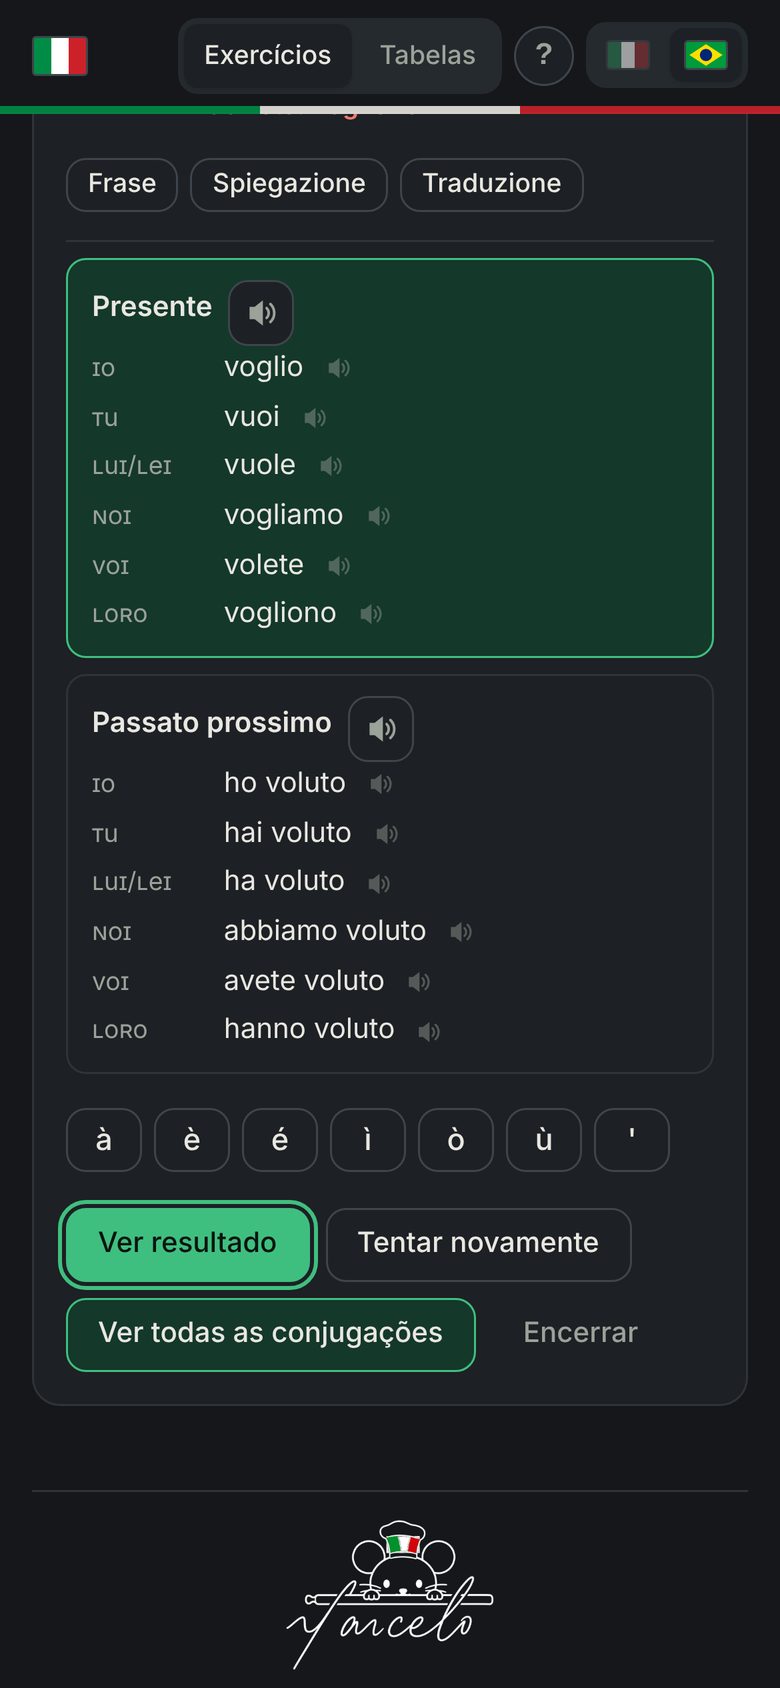 Exercícios Tabelas ?
Frase Spiegazione Traduzione
Presente
IO voglio
TU vuoi
LUI/LEI vuole
NOI vogliamo
VOI volete
LORO vogliono
Passato prossimo
IO ho voluto
TU hai voluto
LUI/LEI ha voluto
NOI abbiamo voluto
VOI avete voluto
LORO hanno voluto
à è é ì ò ù '
Ver resultado Tentar novamente
Ver todas as conjugações Encerrar
Marcelo